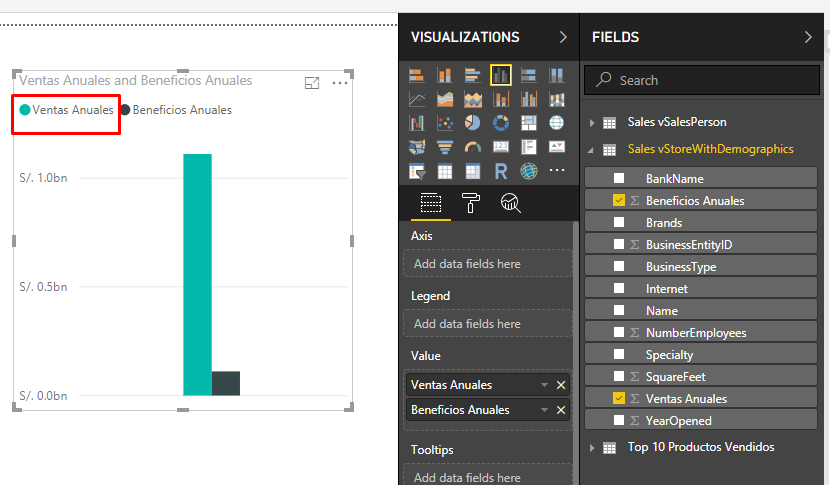 VISUALIZATIONS
FIELDS
Ventas Anuales and Beneficios Anuales
Ventas Anuales
Beneficios Anuales
S/. 1.0bn
S/. 0.5bn
S/. 0.0bn
R
Axis
Add data fields here
Legend
Add data fields here
Value
Ventas Anuales
Beneficios Anuales
Tooltips
Add data fields here
Search
Sales vSalesPerson
Sales vStoreWithDemographics
BankName
Σ Beneficios Anuales
Brands
Σ BusinessEntityID
BusinessType
Internet
Name
Σ NumberEmployees
Specialty
Σ SquareFeet
Σ Ventas Anuales
Σ YearOpened
Top 10 Productos Vendidos